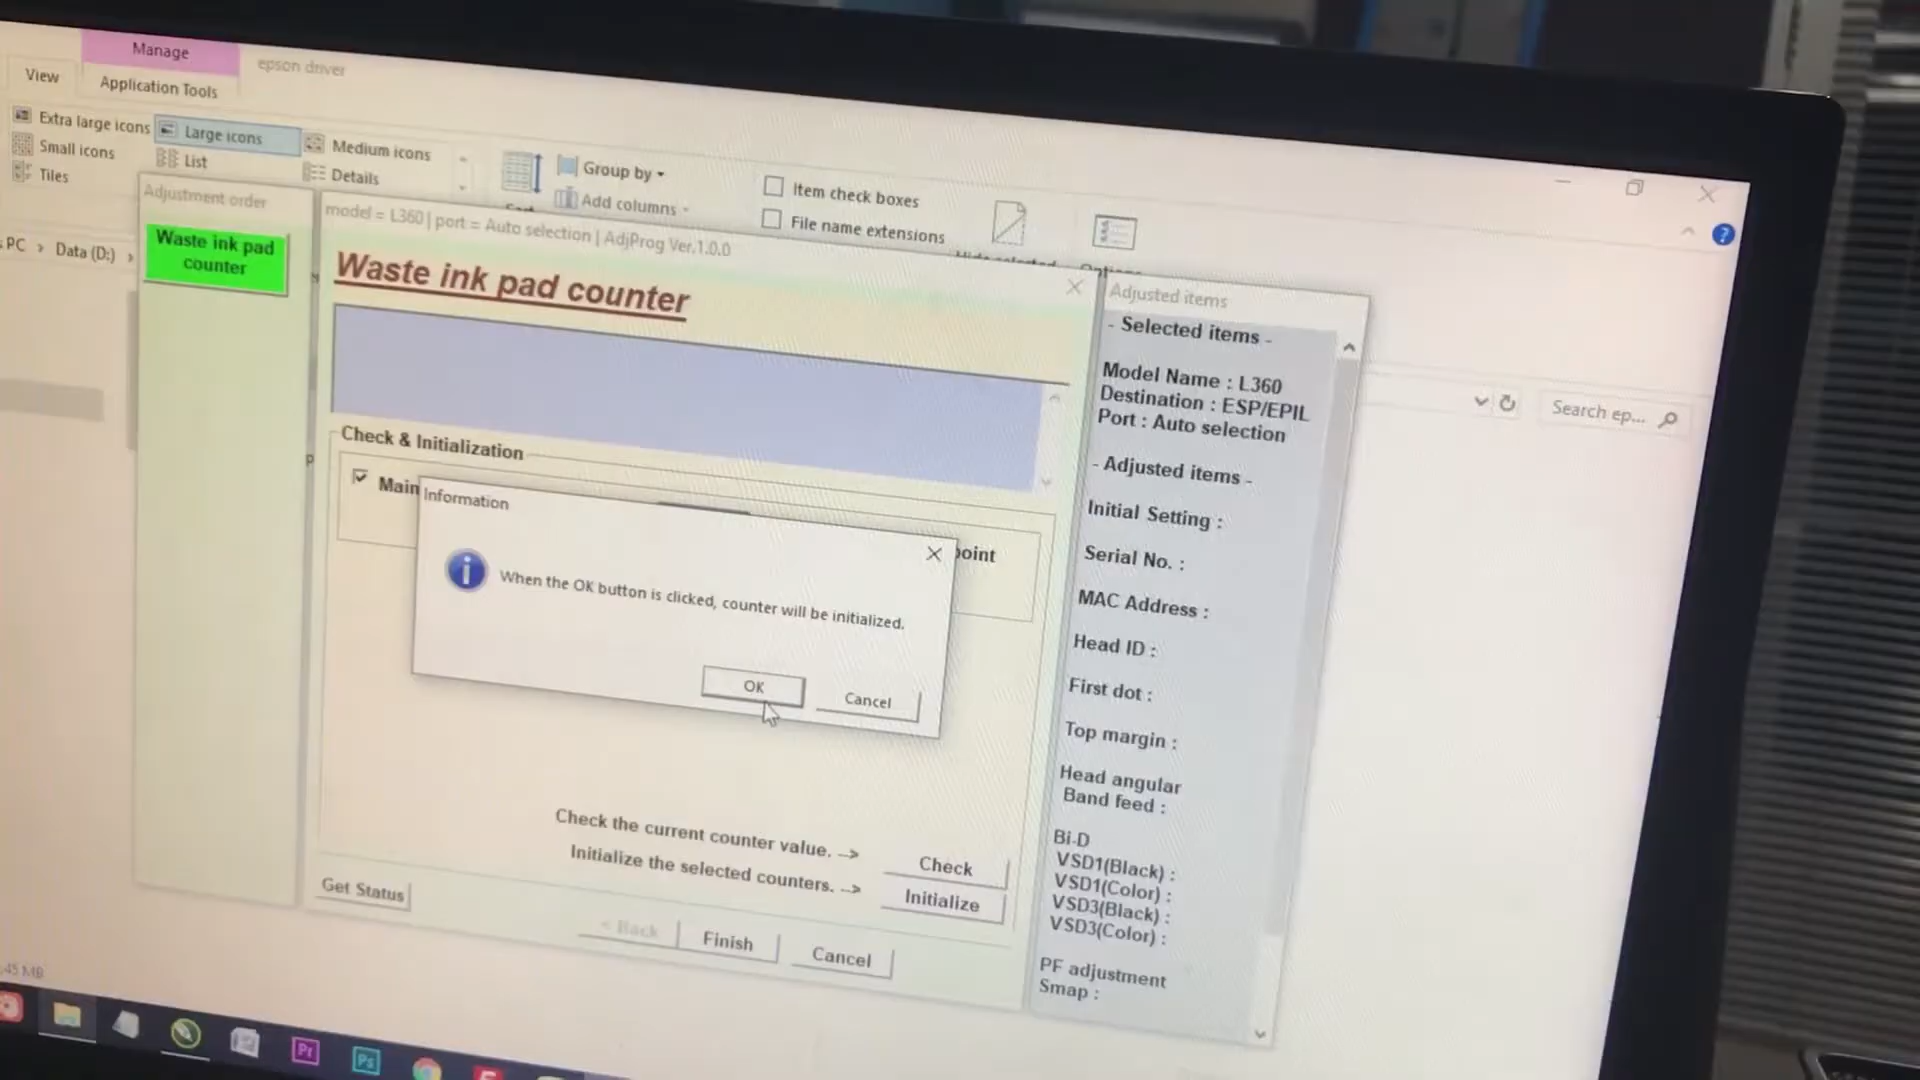 Manage
epson driver
View
Application Tools
Extra large icons
Large icons
Medium icons
Small icons
List
Details
Tiles
Group by
Add columns
Item check boxes
File name extensions
PC > Data (D:) >
Search ep...
Adjustment order
Waste ink pad
counter
model = L360 | port = Auto selection | AdjProg Ver.1.0.0
Waste ink pad counter
Check & Initialization
Main
point
Information
When the OK button is clicked, counter will be initialized.
OK
Cancel
Check the current counter value. -->
Check
Initialize the selected counters. -->
Initialize
Get Status
< Back
Finish
Cancel
Adjusted items
- Selected items -
Model Name : L360
Destination : ESP/EPIL
Port : Auto selection
- Adjusted items -
Initial Setting :
Serial No. :
MAC Address :
Head ID :
First dot :
Top margin :
Head angular
Band feed :
Bi-D
VSD1(Black) :
VSD1(Color) :
VSD3(Black) :
VSD3(Color) :
PF adjustment
Smap :
45 MB
Pr
Ps